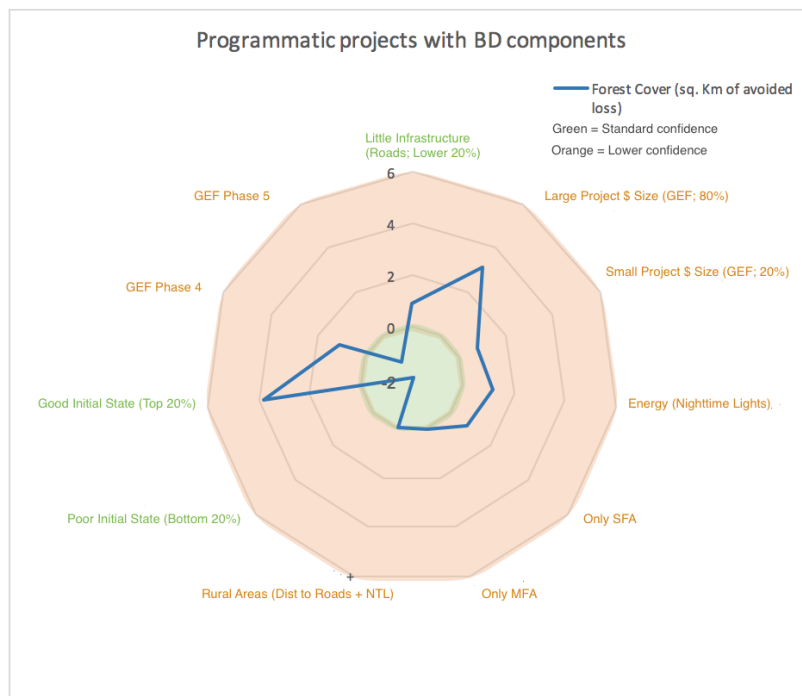 Programmatic projects with BD components
Forest Cover (sq. Km of avoided
loss)
Green = Standard confidence
Orange = Lower confidence
Little Infrastructure
(Roads; Lower 20%)
6
GEF Phase 5
Large Project $ Size (GEF; 80%)
4
Small Project $ Size (GEF; 20%)
GEF Phase 4
2
0
-2
Good Initial State (Top 20%)
Energy (Nighttime Lights)
Poor Initial State (Bottom 20%)
Only SFA
+
Rural Areas (Dist to Roads + NTL)
Only MFA